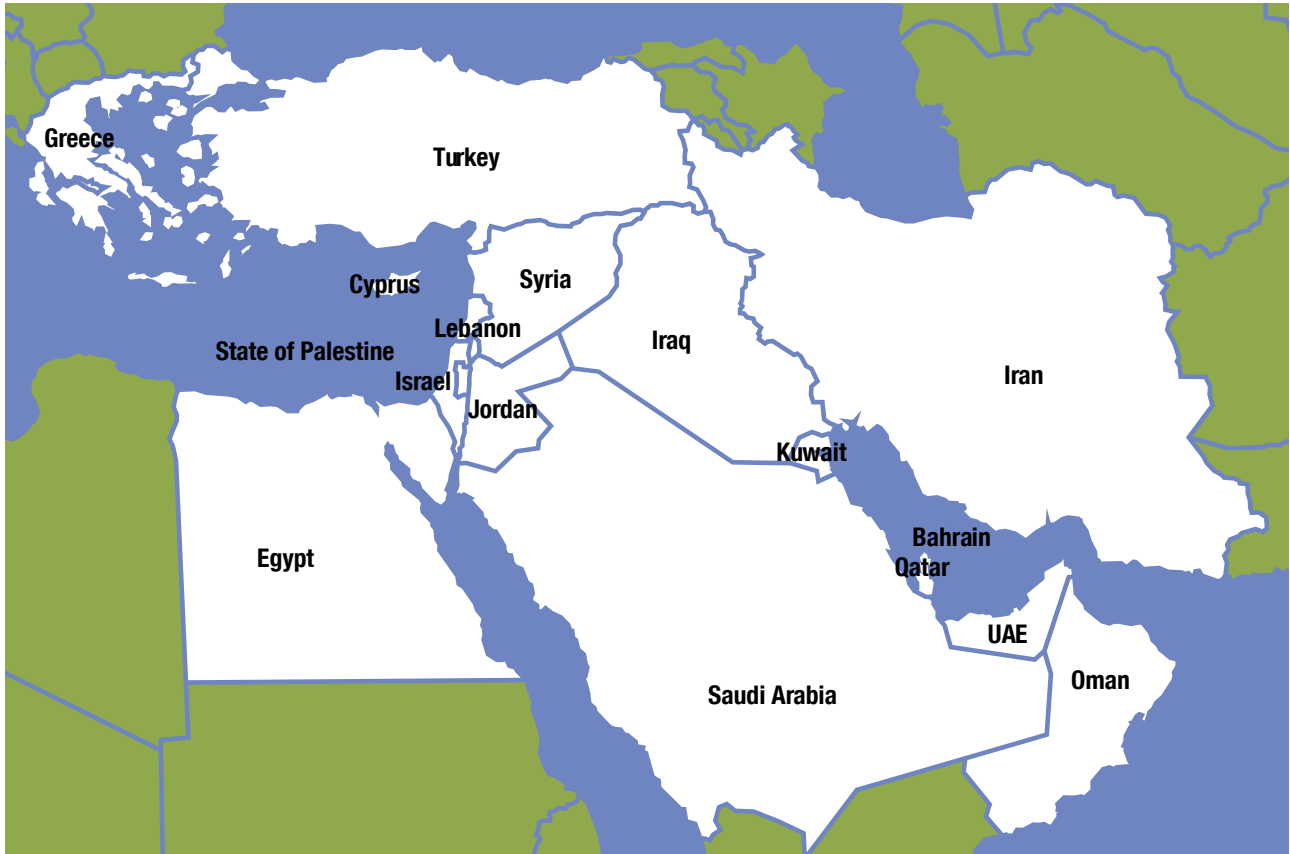 Greece
Turkey
Cyprus
Syria
Lebanon
State of Palestine
Iraq
Israel
Iran
Jordan
Kuwait
Bahrain
Egypt
Qatar
UAE
Oman
Saudi Arabia